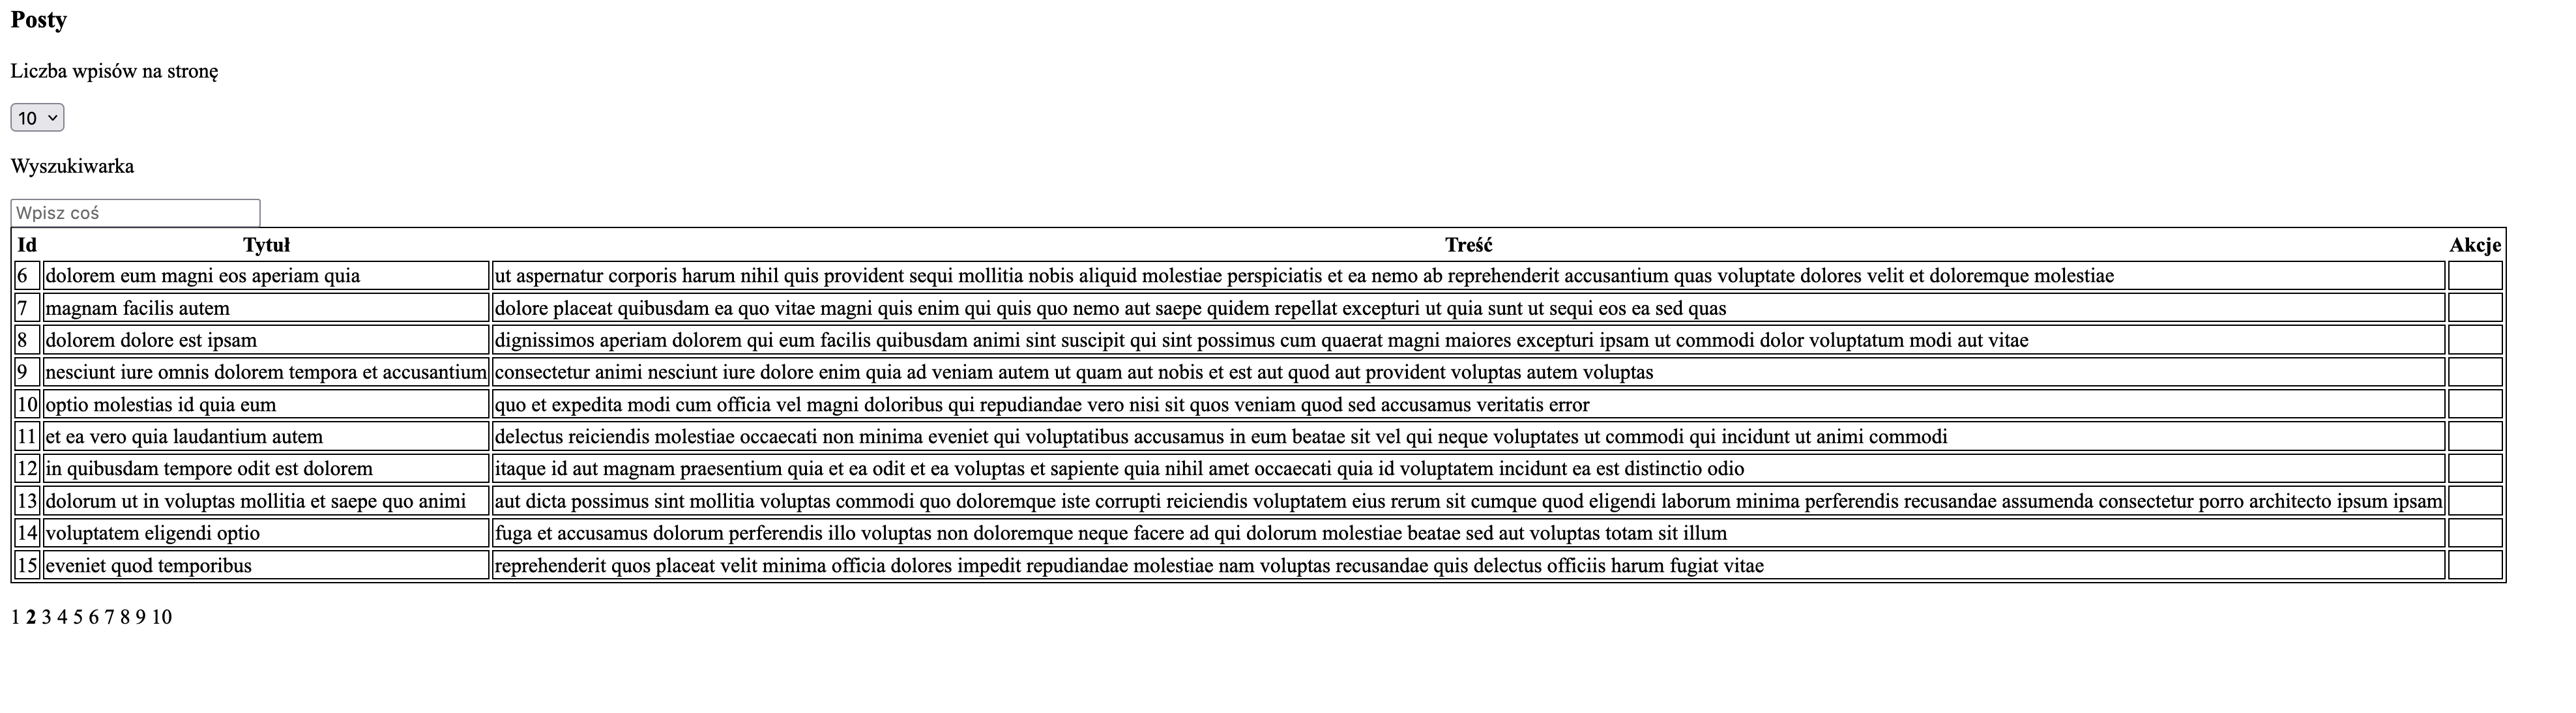 Posty
Liczba wpisów na stronę
10
Wyszukiwarka
Wpisz coś
Id Tytuł Treść Akcje
6 dolorem eum magni eos aperiam quia ut aspernatur corporis harum nihil quis provident sequi mollitia nobis aliquid molestiae perspiciatis et ea nemo ab reprehenderit accusantium quas voluptate dolores velit et doloremque molestiae
7 magnam facilis autem dolore placeat quibusdam ea quo vitae magni quis enim qui quis quo nemo aut saepe quidem repellat excepturi ut quia sunt ut sequi eos ea sed quas
8 dolorem dolore est ipsam dignissimos aperiam dolorem qui eum facilis quibusdam animi sint suscipit qui sint possimus cum quaerat magni maiores excepturi ipsam ut commodi dolor voluptatum modi aut vitae
9 nesciunt iure omnis dolorem tempora et accusantium consectetur animi nesciunt iure dolore enim quia ad veniam autem ut quam aut nobis et est aut quod aut provident voluptas autem voluptas
10 optio molestias id quia eum quo et expedita modi cum officia vel magni doloribus qui repudiandae vero nisi sit quos veniam quod sed accusamus veritatis error
11 et ea vero quia laudantium autem delectus reiciendis molestiae occaecati non minima eveniet qui voluptatibus accusamus in eum beatae sit vel qui neque voluptates ut commodi qui incidunt ut animi commodi
12 in quibusdam tempore odit est dolorem itaque id aut magnam praesentium quia et ea odit et ea voluptas et sapiente quia nihil amet occaecati quia id voluptatem incidunt ea est distinctio odio
13 dolorum ut in voluptas mollitia et saepe quo animi aut dicta possimus sint mollitia voluptas commodi quo doloremque iste corrupti reiciendis voluptatem eius rerum sit cumque quod eligendi laborum minima perferendis recusandae assumenda consectetur porro architecto ipsum ipsam
14 voluptatem eligendi optio fuga et accusamus dolorum perferendis illo voluptas non doloremque neque facere ad qui dolorum molestiae beatae sed aut voluptas totam sit illum
15 eveniet quod temporibus reprehenderit quos placeat velit minima officia dolores impedit repudiandae molestiae nam voluptas recusandae quis delectus officiis harum fugiat vitae
1 2 3 4 5 6 7 8 9 10